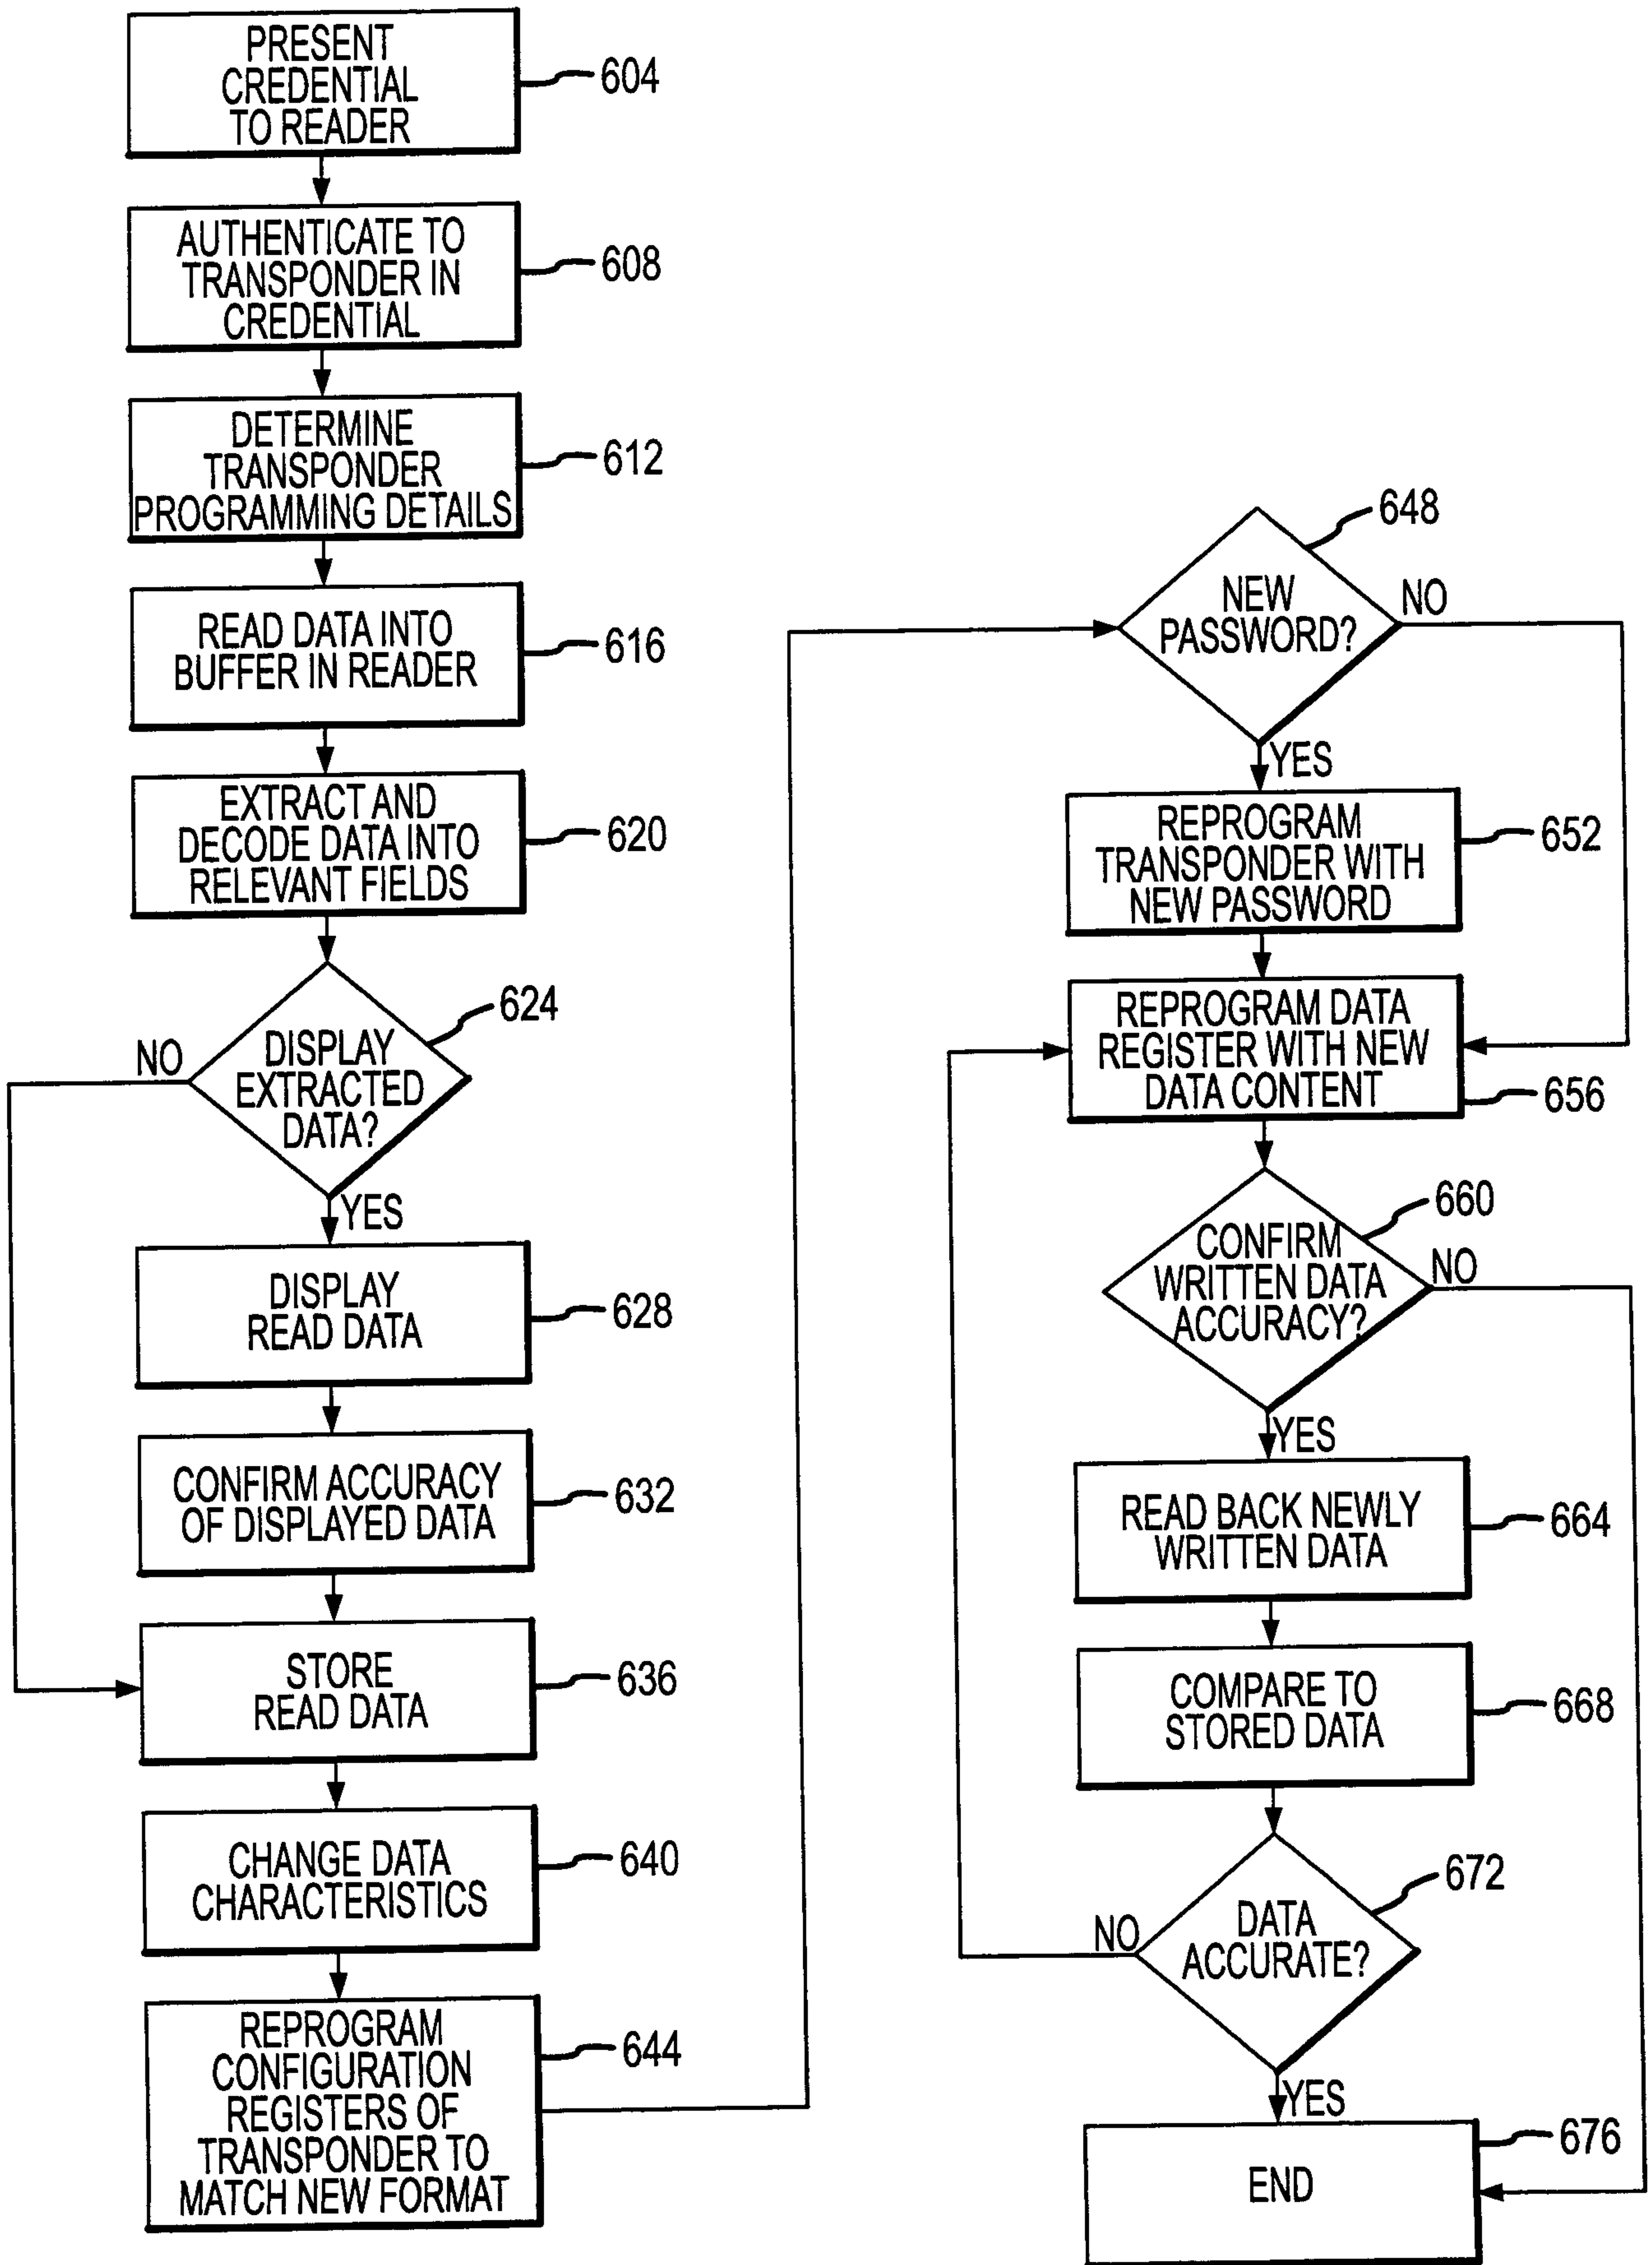 PRESENT
CREDENTIAL
TO READER
604
AUTHENTICATE TO
TRANSPONDER IN
CREDENTIAL
608
DETERMINE
TRANSPONDER
PROGRAMMING DETAILS
612
READ DATA INTO
BUFFER IN READER
616
EXTRACT AND
DECODE DATA INTO
RELEVANT FIELDS
620
624
DISPLAY
EXTRACTED
DATA?
NO
YES
DISPLAY
READ DATA
628
CONFIRM ACCURACY
OF DISPLAYED DATA
632
STORE
READ DATA
636
CHANGE DATA
CHARACTERISTICS
640
REPROGRAM
CONFIGURATION
REGISTERS OF
TRANSPONDER TO
MATCH NEW FORMAT
644
648
NEW
PASSWORD?
NO
YES
REPROGRAM
TRANSPONDER WITH
NEW PASSWORD
652
REPROGRAM DATA
REGISTER WITH NEW
DATA CONTENT
656
660
CONFIRM
WRITTEN DATA
ACCURACY?
NO
YES
READ BACK NEWLY
WRITTEN DATA
664
COMPARE TO
STORED DATA
668
672
DATA
ACCURATE?
NO
YES
END
676